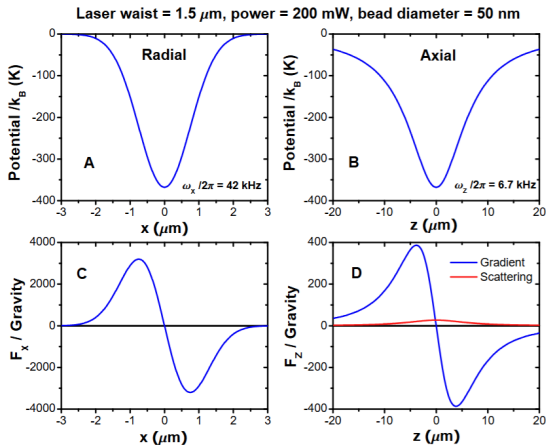 Laser waist = 1.5 μm, power = 200 mW, bead diameter = 50 nm
Radial
Potential /k_B (K)
0
-100
-200
-300
-400
A
ω_x/2π = 42 kHz
-3 -2 -1 0 1 2 3
x (μm)
Axial
Potential /k_B (K)
0
-100
-200
-300
-400
B
ω_z/2π = 6.7 kHz
-20 -10 0 10 20
z (μm)
C
F_x / Gravity
4000
2000
0
-2000
-4000
-3 -2 -1 0 1 2 3
x (μm)
D
Gradient
Scattering
F_z / Gravity
400
200
0
-200
-400
-20 -10 0 10 20
z (μm)